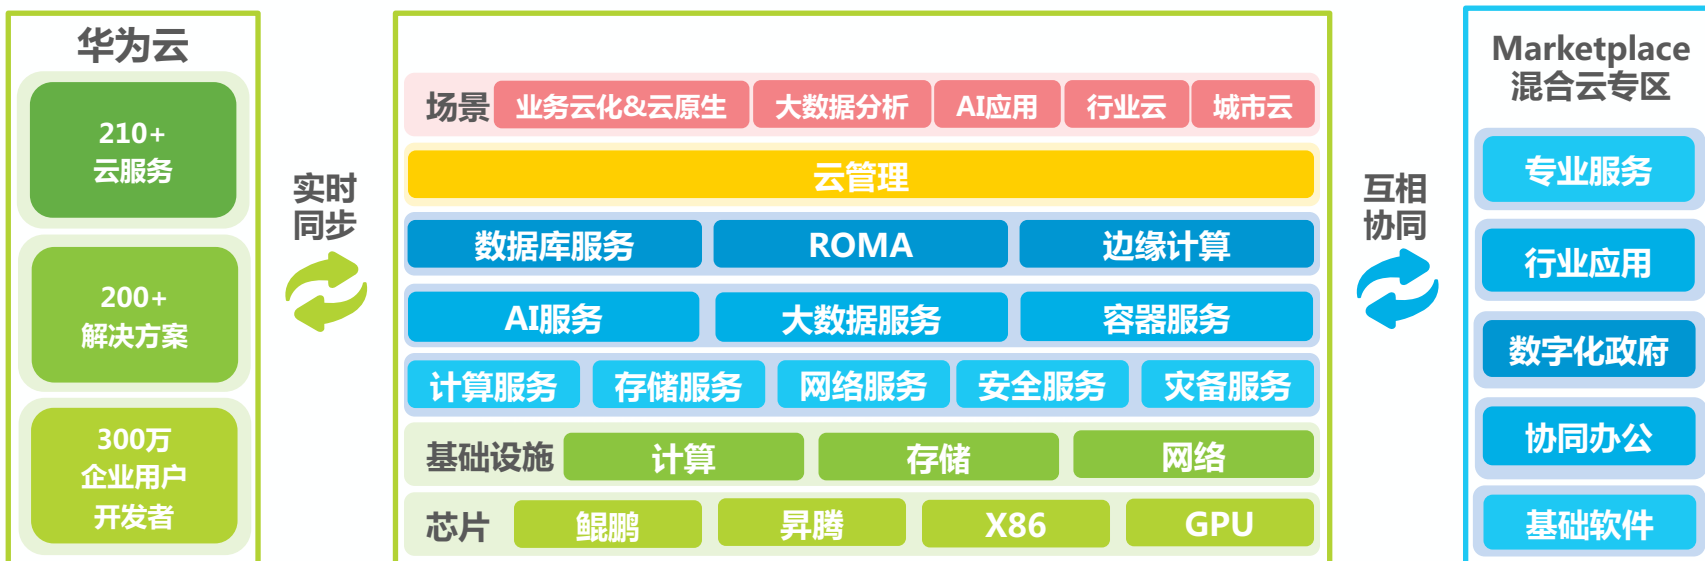 华为云
210+
云服务
200+
解决方案
300万
企业用户
开发者
实时
同步
场景 业务云化&云原生 大数据分析 AI应用 行业云 城市云
云管理
数据库服务 ROMA 边缘计算
AI服务 大数据服务 容器服务
计算服务 存储服务 网络服务 安全服务 灾备服务
基础设施 计算 存储 网络
芯片 鲲鹏 昇腾 X86 GPU
互相
协同
Marketplace
混合云专区
专业服务
行业应用
数字化政府
协同办公
基础软件